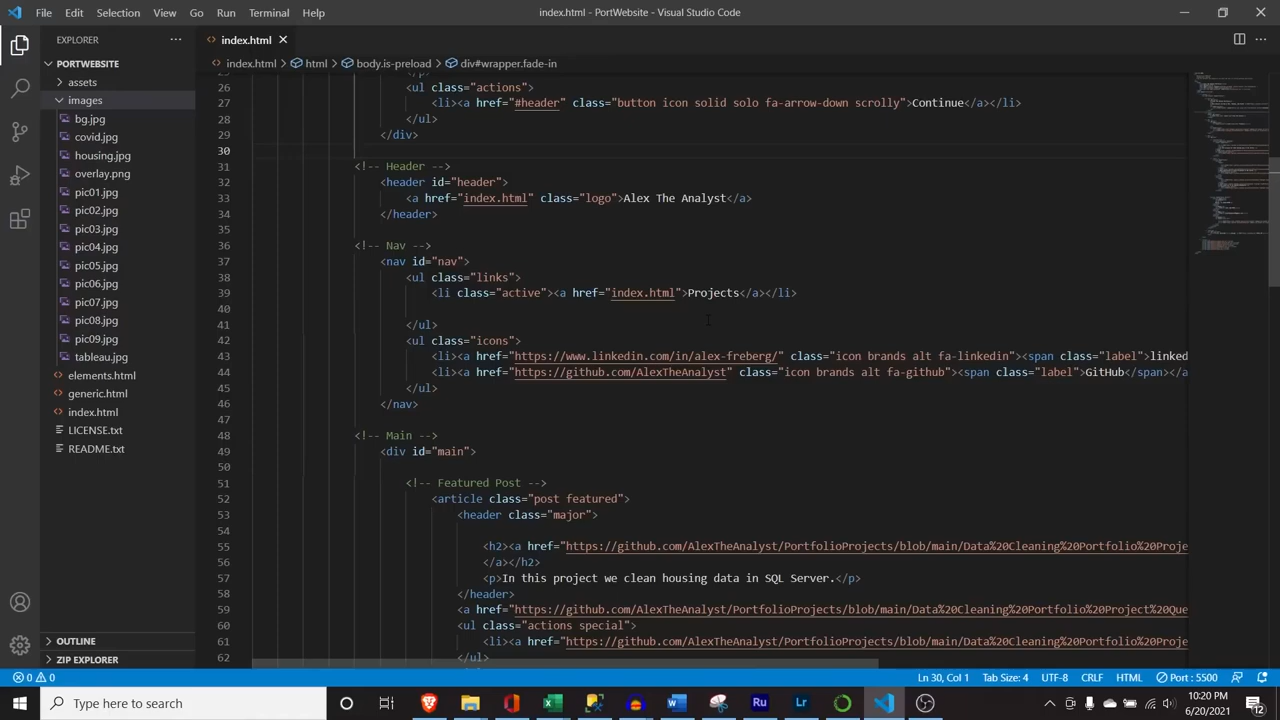 File Edit Selection View Go Run Terminal Help
index.html - PortWebsite - Visual Studio Code
EXPLORER
PORTWEBSITE
assets
images
bg.jpg
covid.jpg
housing.jpg
overlay.png
pic01.jpg
pic02.jpg
pic03.jpg
pic04.jpg
pic05.jpg
pic06.jpg
pic07.jpg
pic08.jpg
pic09.jpg
tableau.jpg
elements.html
generic.html
index.html
LICENSE.txt
README.txt
OUTLINE
ZIP EXPLORER
index.html
index.html > html > body.is-preload > div#wrapper.fade-in
26 <ul class="actions">
27 <li><a href="#header" class="button icon solid solo fa-arrow-down scrolly">Continue</a></li>
28 </ul>
29 </div>
30
31 <!-- Header -->
32 <header id="header">
33 <a href="index.html" class="logo">Alex The Analyst</a>
34 </header>
35
36 <!-- Nav -->
37 <nav id="nav">
38 <ul class="links">
39 <li class="active"><a href="index.html">Projects</a></li>
40
41 </ul>
42 <ul class="icons">
43 <li><a href="https://www.linkedin.com/in/alex-freberg/" class="icon brands alt fa-linkedin"><span class="label">linked
44 <li><a href="https://github.com/AlexTheAnalyst" class="icon brands alt fa-github"><span class="label">GitHub</span></a
45 </ul>
46 </nav>
47
48 <!-- Main -->
49 <div id="main">
50
51 <!-- Featured Post -->
52 <article class="post featured">
53 <header class="major">
54
55 <h2><a href="https://github.com/AlexTheAnalyst/PortfolioProjects/blob/main/Data%20Cleaning%20Portfolio%20Proje
56 </a></h2>
57 <p>In this project we clean housing data in SQL Server.</p>
58 </header>
59 <a href="https://github.com/AlexTheAnalyst/PortfolioProjects/blob/main/Data%20Cleaning%20Portfolio%20Project%20Que
60 <ul class="actions special">
61 <li><a href="https://github.com/AlexTheAnalyst/PortfolioProjects/blob/main/Data%20Cleaning%20Portfolio%20Proje
62 </ul>
0 0
Ln 30, Col 1 Tab Size: 4 UTF-8 CRLF HTML Port : 5500
Type here to search
Ru
Lr
10:20 PM
6/20/2021